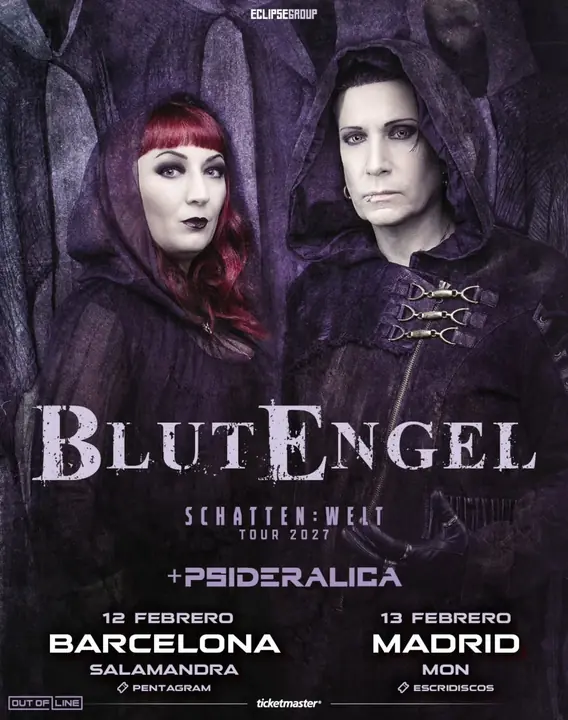 ECLIPSEGROUP
BLUTENGEL
SCHATTEN:WELT
TOUR 2027
+PSIDERALICA
12 FEBRERO
BARCELONA
SALAMANDRA
PENTAGRAM
13 FEBRERO
MADRID
MON
ESCRIDISCOS
OUT OF LINE
ticketmaster®